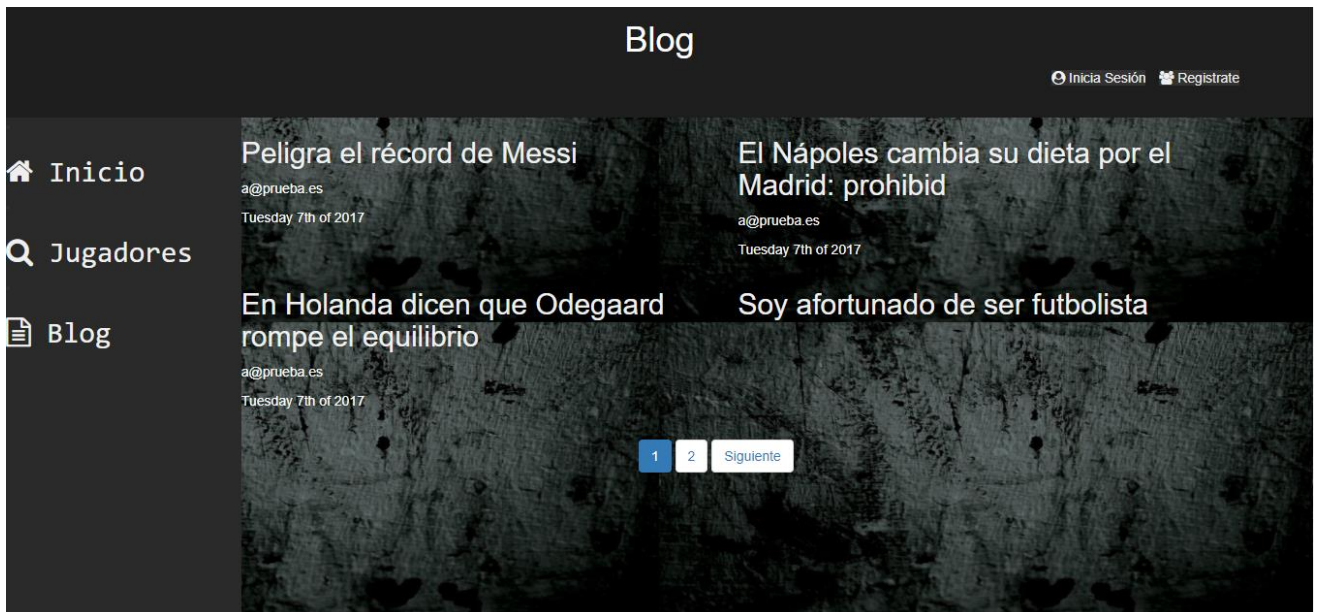 Blog
Inicia Sesión Registrate
Inicio
Jugadores
Blog
Peligra el récord de Messi
a@prueba.es
Tuesday 7th of 2017
El Nápoles cambia su dieta por el
Madrid: prohibid
a@prueba.es
Tuesday 7th of 2017
En Holanda dicen que Odegaard
rompe el equilibrio
a@prueba.es
Tuesday 7th of 2017
Soy afortunado de ser futbolista
1 2 Siguiente